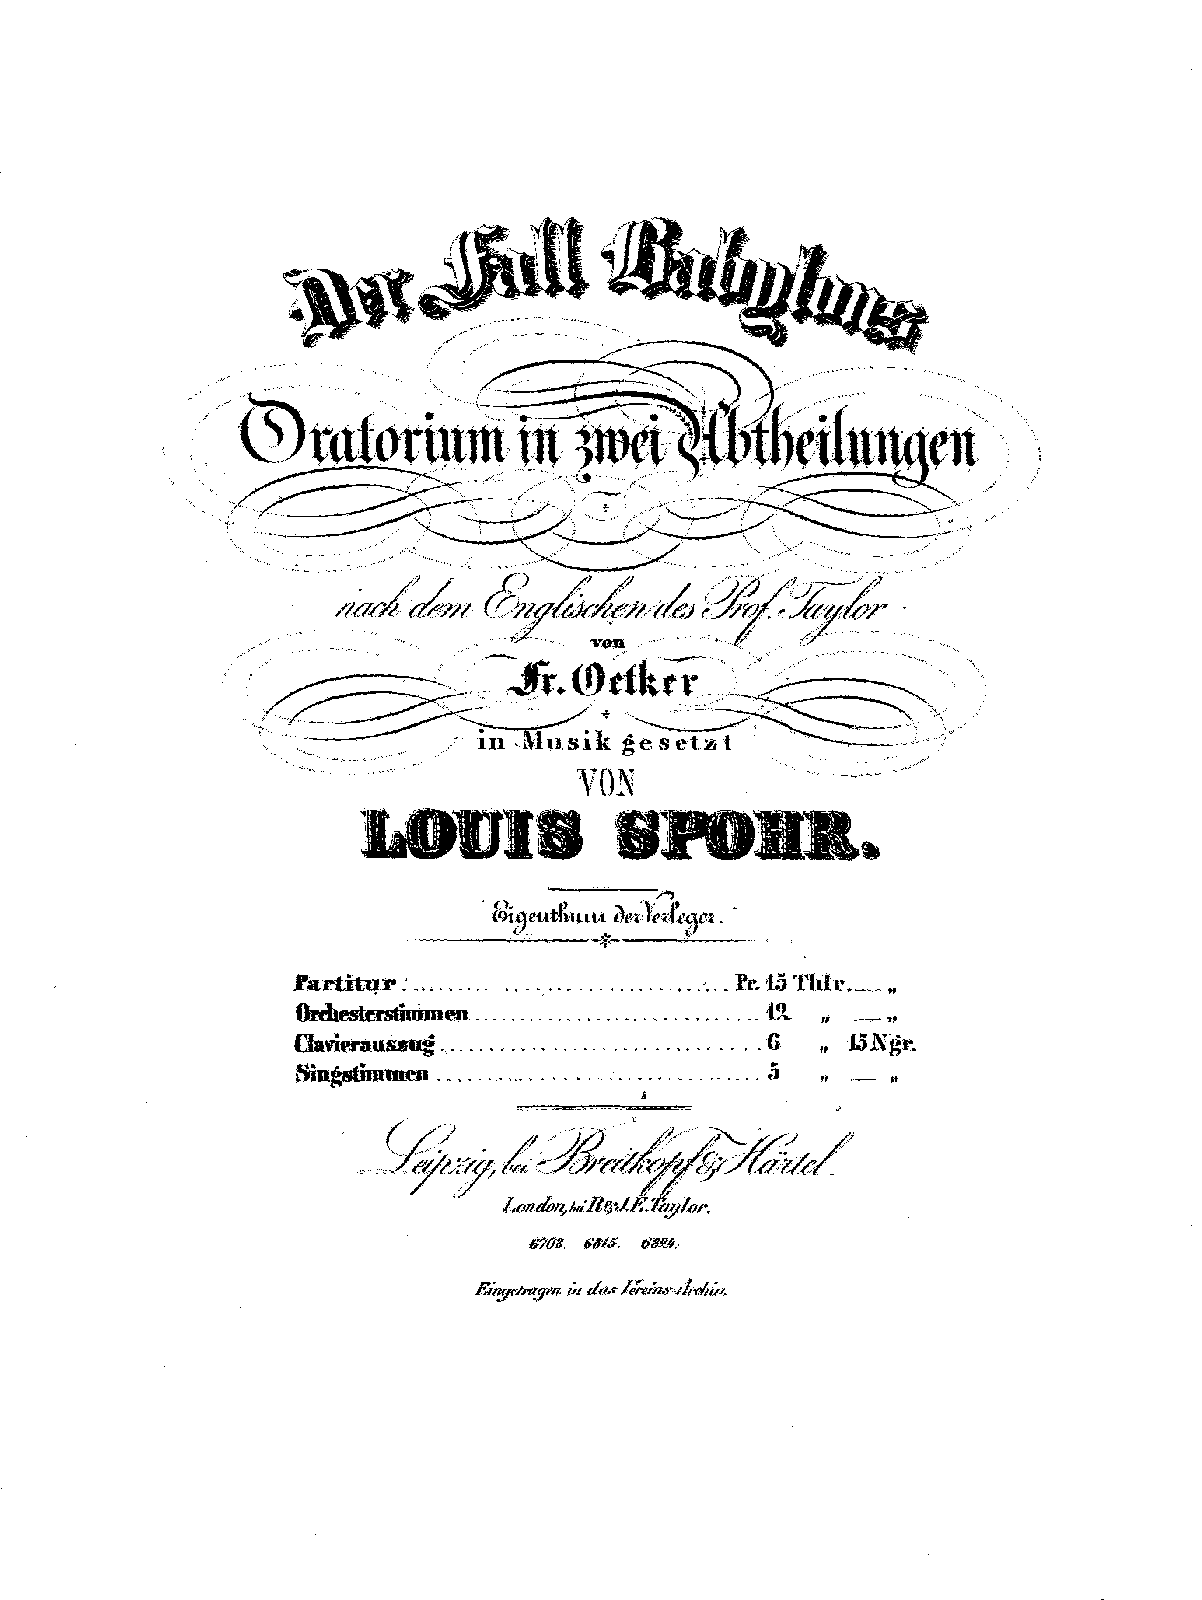 Der Fall Babylons
Oratorium in zwei Abtheilungen
nach dem Englischen des Prof. Taylor
von
Fr. Oetker
in Musik gesetzt
VON
LOUIS SPOHR.
Eigenthum der Verleger.
Partitur . . . . . . . . . . . . . . . . . . Pr. 15 Thlr. — „
Orchesterstimmen . . . . . . . . . . . . . . . . . . 12 „ — „
Clavierauszug . . . . . . . . . . . . . . . . . . 6 „ 15 Ngr.
Singstimmen . . . . . . . . . . . . . . . . . . 5 „ — „
Leipzig, bei Breitkopf & Härtel
London, bei Taylor.
6703. 6815. 6824.
Eingetragen in das Vereins-Archiv.